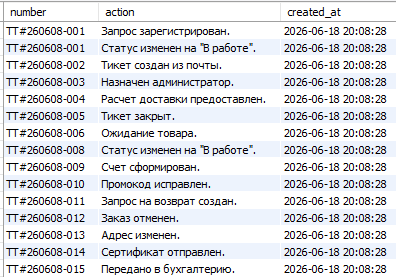 number action created_at
TT#260608-001 Запрос зарегистрирован. 2026-06-18 20:08:28
TT#260608-001 Статус изменен на "В работе". 2026-06-18 20:08:28
TT#260608-002 Тикет создан из почты. 2026-06-18 20:08:28
TT#260608-003 Назначен администратор. 2026-06-18 20:08:28
TT#260608-004 Расчет доставки предоставлен. 2026-06-18 20:08:28
TT#260608-005 Тикет закрыт. 2026-06-18 20:08:28
TT#260608-006 Ожидание товара. 2026-06-18 20:08:28
TT#260608-008 Статус изменен на "В работе". 2026-06-18 20:08:28
TT#260608-009 Счет сформирован. 2026-06-18 20:08:28
TT#260608-010 Промокод исправлен. 2026-06-18 20:08:28
TT#260608-011 Запрос на возврат создан. 2026-06-18 20:08:28
TT#260608-012 Заказ отменен. 2026-06-18 20:08:28
TT#260608-013 Адрес изменен. 2026-06-18 20:08:28
TT#260608-014 Сертификат отправлен. 2026-06-18 20:08:28
TT#260608-015 Передано в бухгалтерию. 2026-06-18 20:08:28